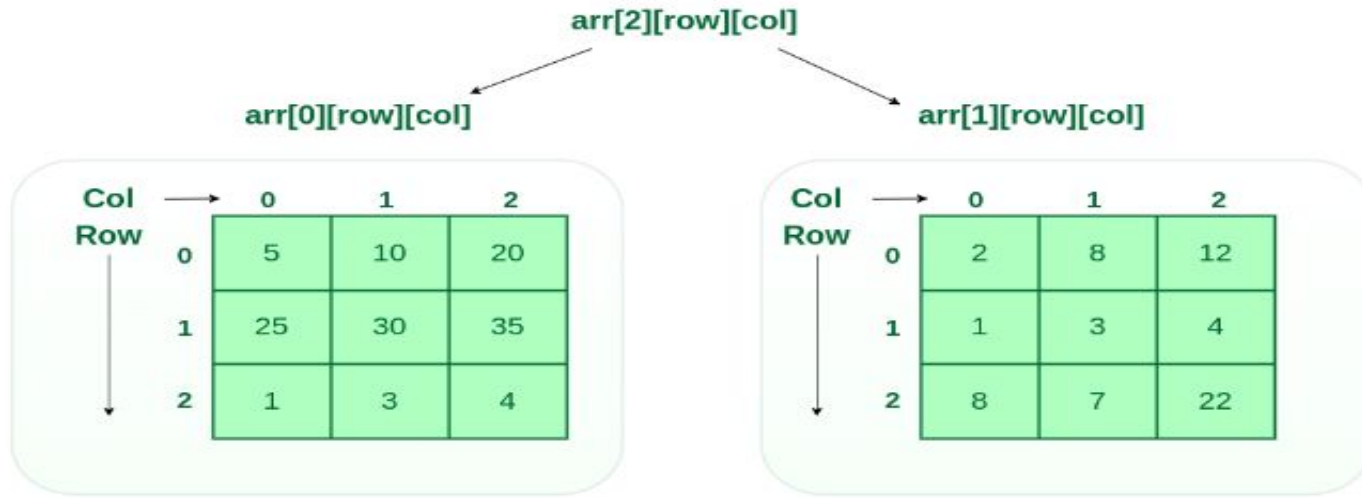 arr[2][row][col]
arr[0][row][col]
Col 0 1 2
Row
0 5 10 20
1 25 30 35
2 1 3 4
arr[1][row][col]
Col 0 1 2
Row
0 2 8 12
1 1 3 4
2 8 7 22